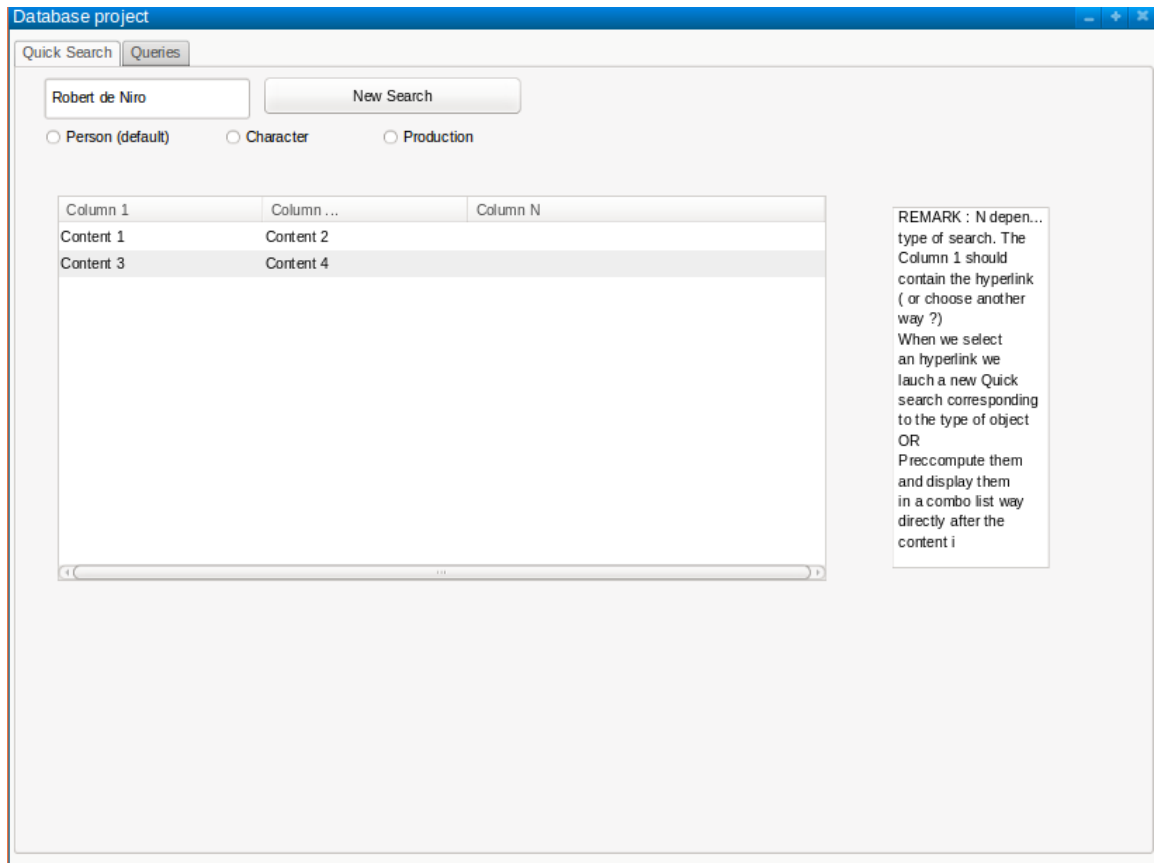 Database project
Quick Search Queries
Robert de Niro New Search
Person (default) Character Production
Column 1 Column ... Column N
Content 1 Content 2
Content 3 Content 4
REMARK : N depen...
type of search. The
Column 1 should
contain the hyperlink
( or choose another
way ?)
When we select
an hyperlink we
lauch a new Quick
search corresponding
to the type of object
OR
Preccompute them
and display them
in a combo list way
directly after the
content i